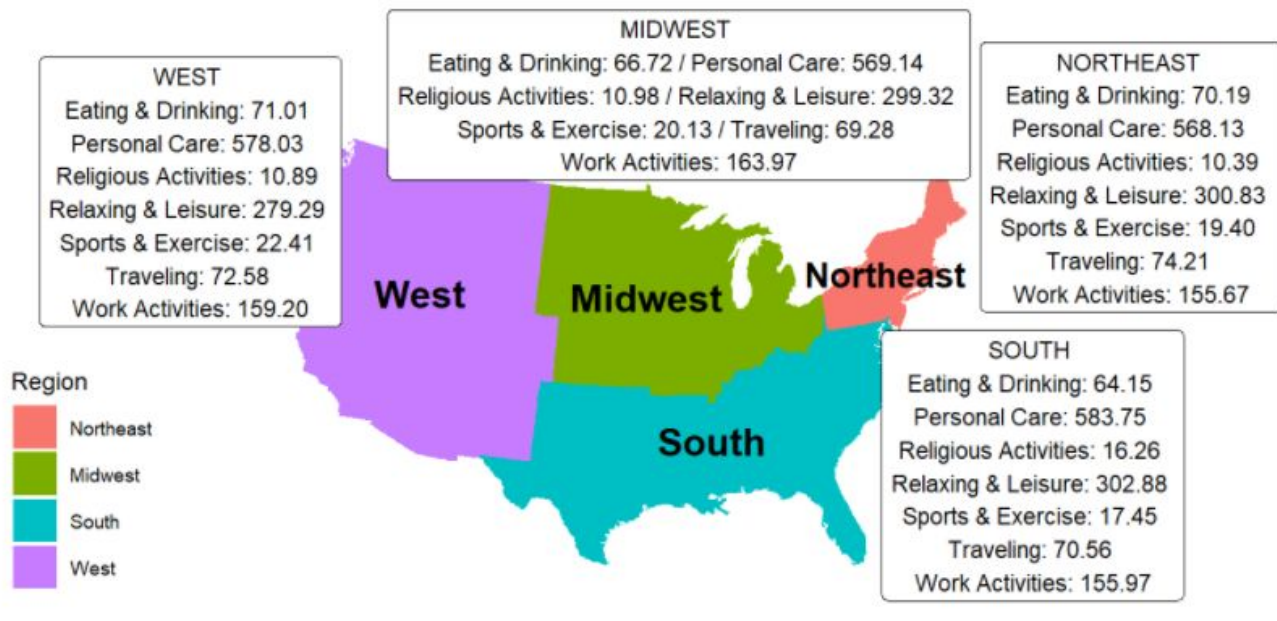 MIDWEST
Eating & Drinking: 66.72 / Personal Care: 569.14
Religious Activities: 10.98 / Relaxing & Leisure: 299.32
Sports & Exercise: 20.13 / Traveling: 69.28
Work Activities: 163.97
WEST
Eating & Drinking: 71.01
Personal Care: 578.03
Religious Activities: 10.89
Relaxing & Leisure: 279.29
Sports & Exercise: 22.41
Traveling: 72.58
Work Activities: 159.20
NORTHEAST
Eating & Drinking: 70.19
Personal Care: 568.13
Religious Activities: 10.39
Relaxing & Leisure: 300.83
Sports & Exercise: 19.40
Traveling: 74.21
Work Activities: 155.67
West
Midwest
Northeast
South
SOUTH
Eating & Drinking: 64.15
Personal Care: 583.75
Religious Activities: 16.26
Relaxing & Leisure: 302.88
Sports & Exercise: 17.45
Traveling: 70.56
Work Activities: 155.97
Region
Northeast
Midwest
South
West